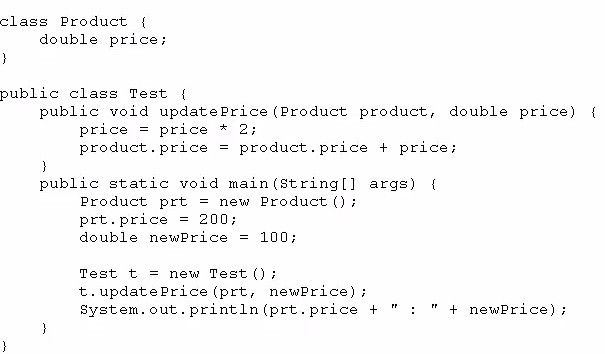 class Product {
    double price;
}

public class Test {
    public void updatePrice(Product product, double price) {
        price = price * 2;
        product.price = product.price + price;
    }
    public static void main(String[] args) {
        Product prt = new Product();
        prt.price = 200;
        double newPrice = 100;

        Test t = new Test();
        t.updatePrice(prt, newPrice);
        System.out.println(prt.price + " : " + newPrice);
    }
}